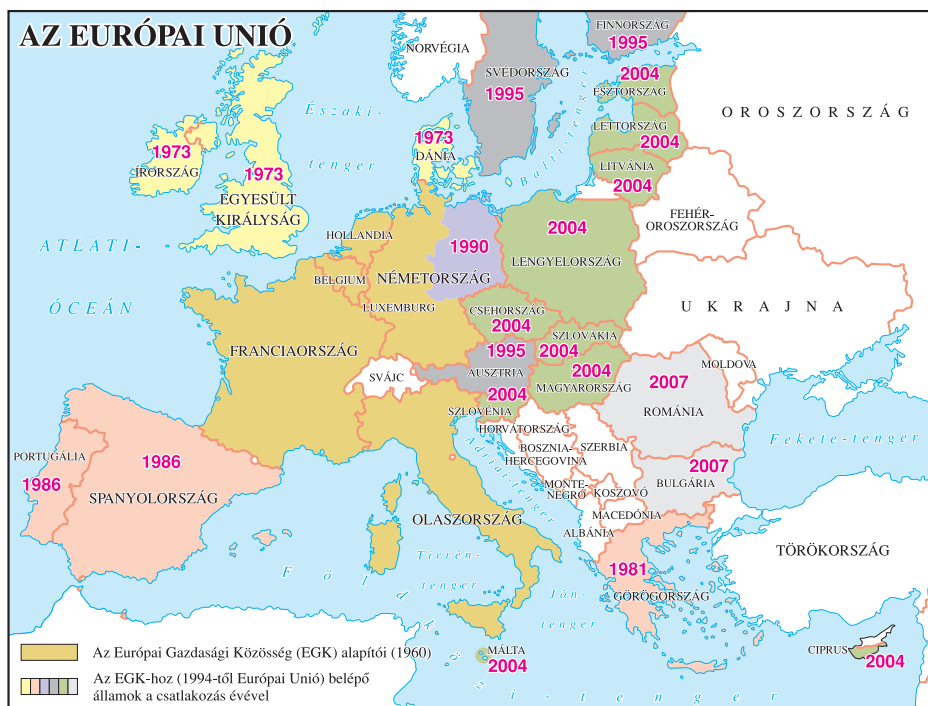 AZ EURÓPAI UNIÓ
NORVÉGIA
FINNORSZÁG
1995
SVÉDORSZÁG
1995
2004
ÉSZTORSZÁG
OROSZORSZÁG
LETTORSZÁG
2004
LITVÁNIA
2004
Északi-
tenger
Balti-tenger
1973
DÁNIA
1973
ÍRORSZÁG
1973
EGYESÜLT
KIRÁLYSÁG
FEHÉR-
OROSZORSZÁG
ATLATI-
ÓCEÁN
HOLLANDIA
1990
2004
LENGYELORSZÁG
BELGIUM
NÉMETORSZÁG
LUXEMBURG
CSEHORSZÁG
2004
UKRAJNA
SZLOVÁKIA
2004
FRANCIAORSZÁG
1995
AUSZTRIA
SVÁJC
2004
MAGYARORSZÁG
MOLDOVA
2007
ROMÁNIA
2004
SZLOVÉNIA
HORVÁTORSZÁG
BOSZNIA-
HERCEGOVINA
SZERBIA
Fekete-tenger
Adriai-tenger
PORTUGÁLIA
1986
1986
SPANYOLORSZÁG
2007
BULGÁRIA
MONTE-
NEGRÓ
KOSZOVÓ
MACEDÓNIA
ALBÁNIA
OLASZORSZÁG
TÖRÖKORSZÁG
Tirrén-
tenger
1981
GÖRÖGORSZÁG
Jón-
tenger
Földközi-tenger
MÁLTA
2004
CIPRUS
2004
Az Európai Gazdasági Közösség (EGK) alapítói (1960)
Az EGK-hoz (1994-től Európai Unió) belépő
államok a csatlakozás évével